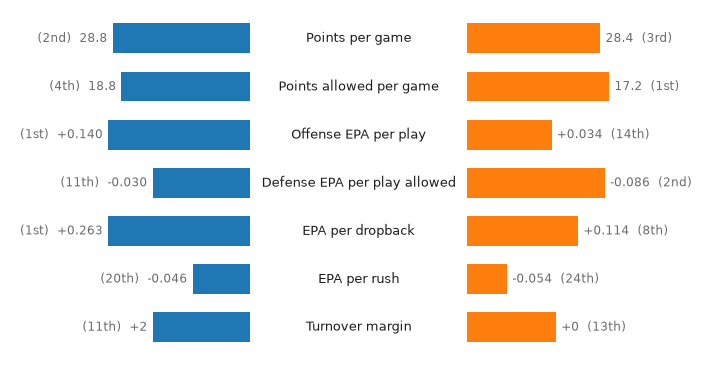 (2nd) 28.8 Points per game 28.4 (3rd)
(4th) 18.8 Points allowed per game 17.2 (1st)
(1st) +0.140 Offense EPA per play +0.034 (14th)
(11th) -0.030 Defense EPA per play allowed -0.086 (2nd)
(1st) +0.263 EPA per dropback +0.114 (8th)
(20th) -0.046 EPA per rush -0.054 (24th)
(11th) +2 Turnover margin +0 (13th)